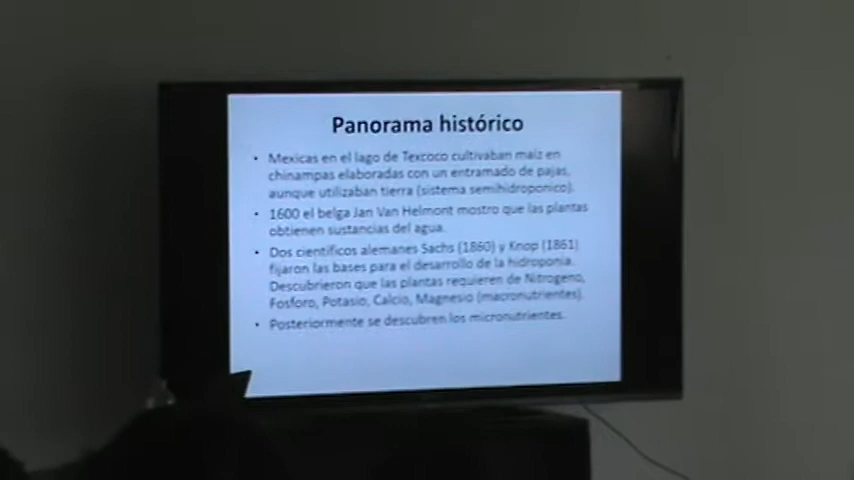 Panorama histórico
• Mexicas en el lago de Texcoco cultivaban maíz en
chinampas elaboradas con un entramado de pajas,
aunque utilizaban tierra (sistema semihidroponico).
• 1600 el belga Jan Van Helmont mostro que las plantas
obtienen sustancias del agua.
• Dos científicos alemanes Sachs (1860) y Knop (1861)
fijaron las bases para el desarrollo de la hidroponia.
Descubrieron que las plantas requieren de Nitrogeno,
Fosforo, Potasio, Calcio, Magnesio (macronutrientes).
• Posteriormente se descubren los micronutrientes.